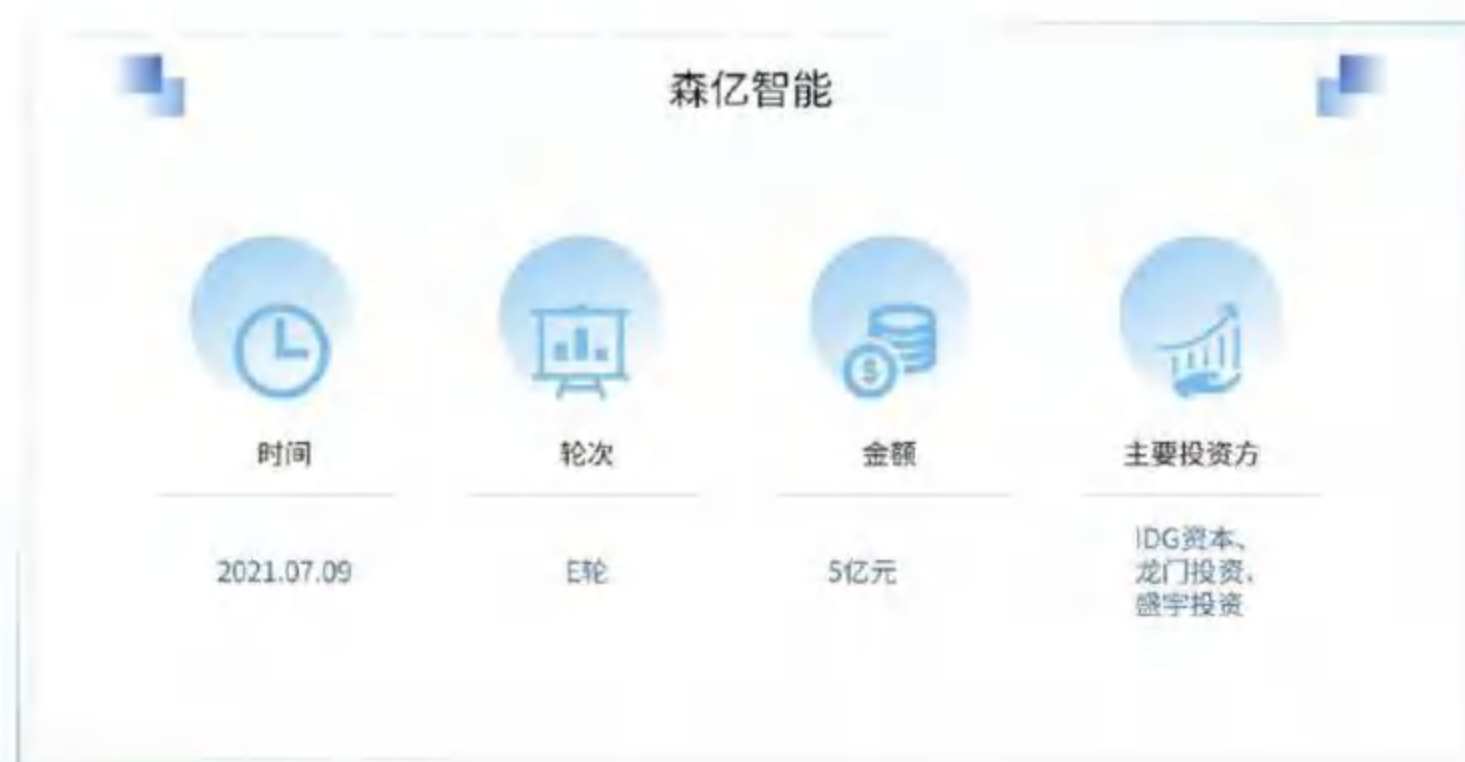 森亿智能
时间
轮次
金额
主要投资方
2021.07.09
E轮
5亿元
IDG资本、
龙门投资、
盛宇投资